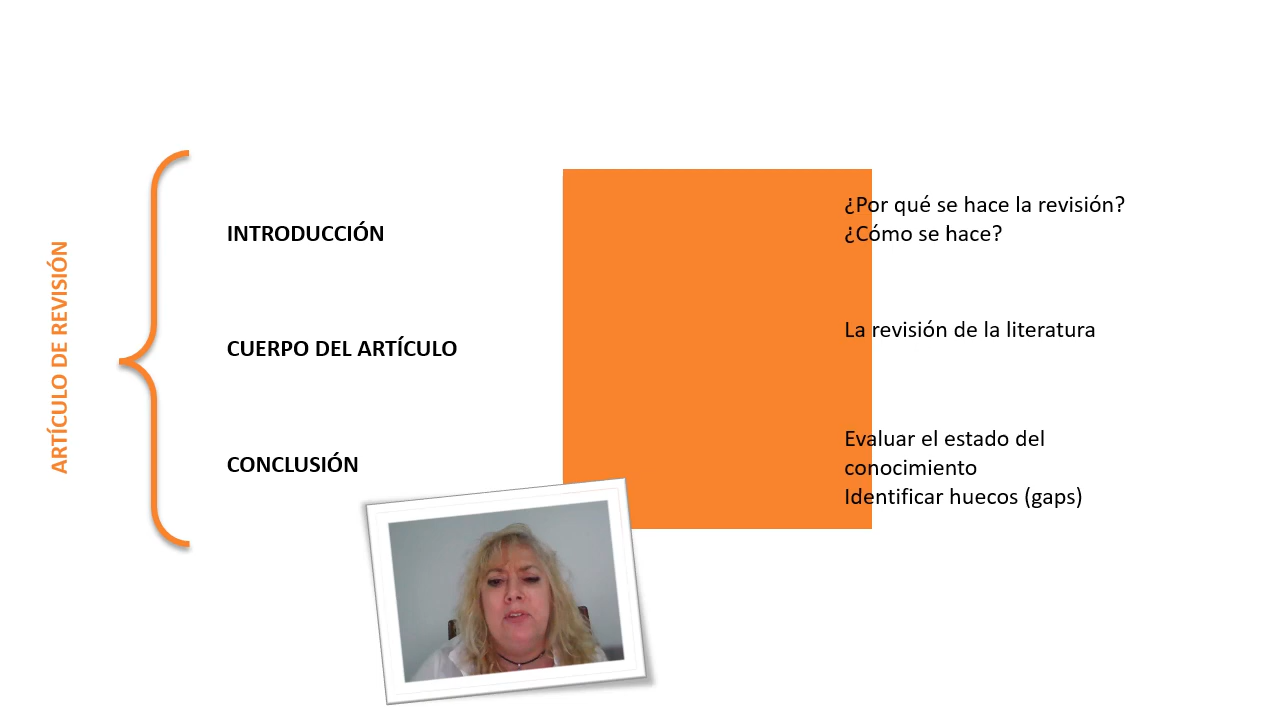 ARTÍCULO DE REVISIÓN
INTRODUCCIÓN
¿Por qué se hace la revisión?
¿Cómo se hace?
CUERPO DEL ARTÍCULO
La revisión de la literatura
CONCLUSIÓN
Evaluar el estado del
conocimiento
Identificar huecos (gaps)